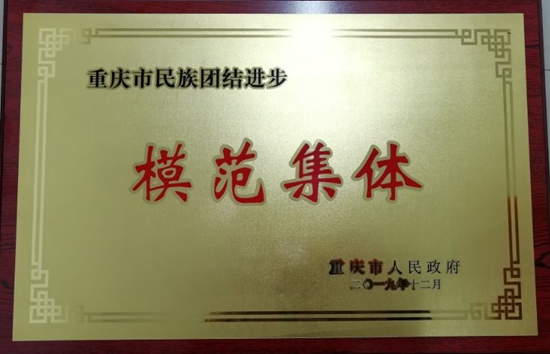 重庆市民族团结进步
模范集体
重庆市人民政府
二〇一九年十二月